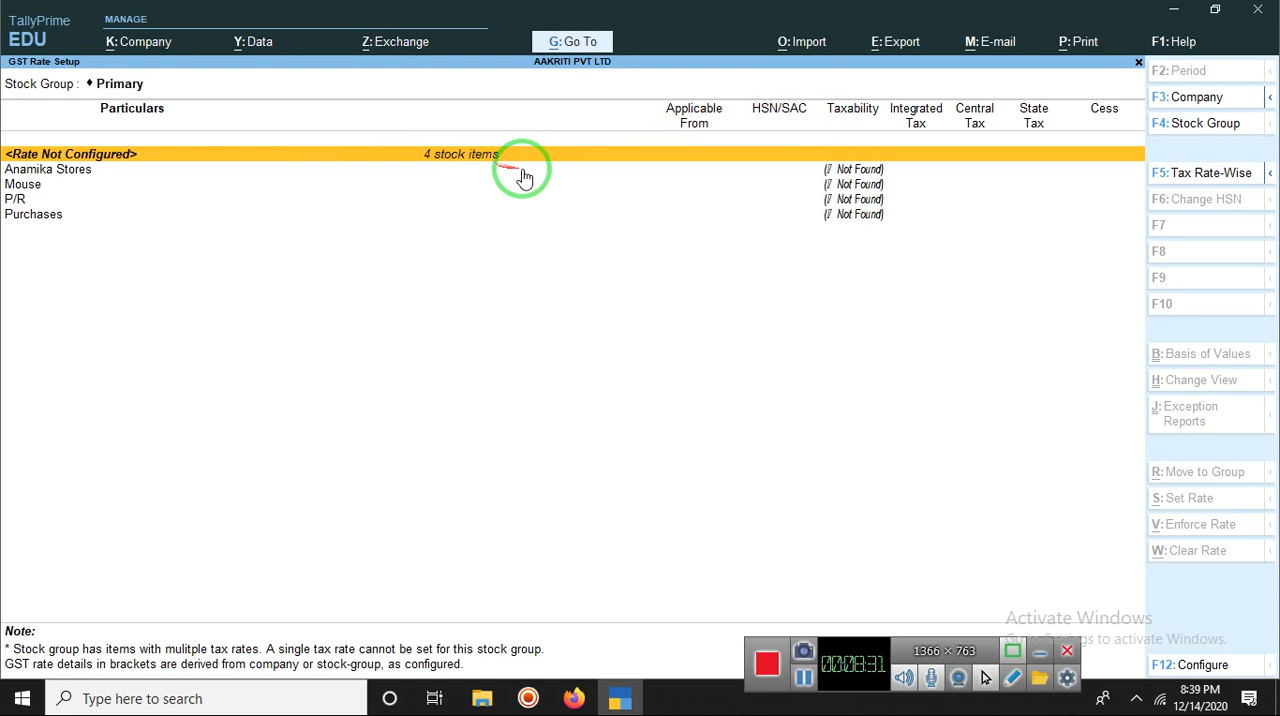 TallyPrime
EDU
MANAGE
K: Company
Y: Data
Z: Exchange
G: Go To
O: Import
E: Export
M: E-mail
P: Print
F1: Help
GST Rate Setup
AAKRITI PVT LTD
×
Stock Group : ♦ Primary
Particulars
Applicable From
HSN/SAC
Taxability
Integrated Tax
Central Tax
State Tax
Cess
<Rate Not Configured>
4 stock items
Anamika Stores
( Not Found)
Mouse
( Not Found)
P/R
( Not Found)
Purchases
( Not Found)
F2: Period
F3: Company
F4: Stock Group
F5: Tax Rate-Wise
F6: Change HSN
F7
F8
F9
F10
B: Basis of Values
H: Change View
J: Exception
Reports
R: Move to Group
S: Set Rate
V: Enforce Rate
W: Clear Rate
F12: Configure
Note:
* Stock group has items with mulitple tax rates. A single tax rate cannot be set for this stock group.
GST rate details in brackets are derived from company or stock-group, as configured.
Activate Windows
Go to Settings to activate Windows.
1366 × 763
00:08:31
Type here to search
8:39 PM
12/14/2020